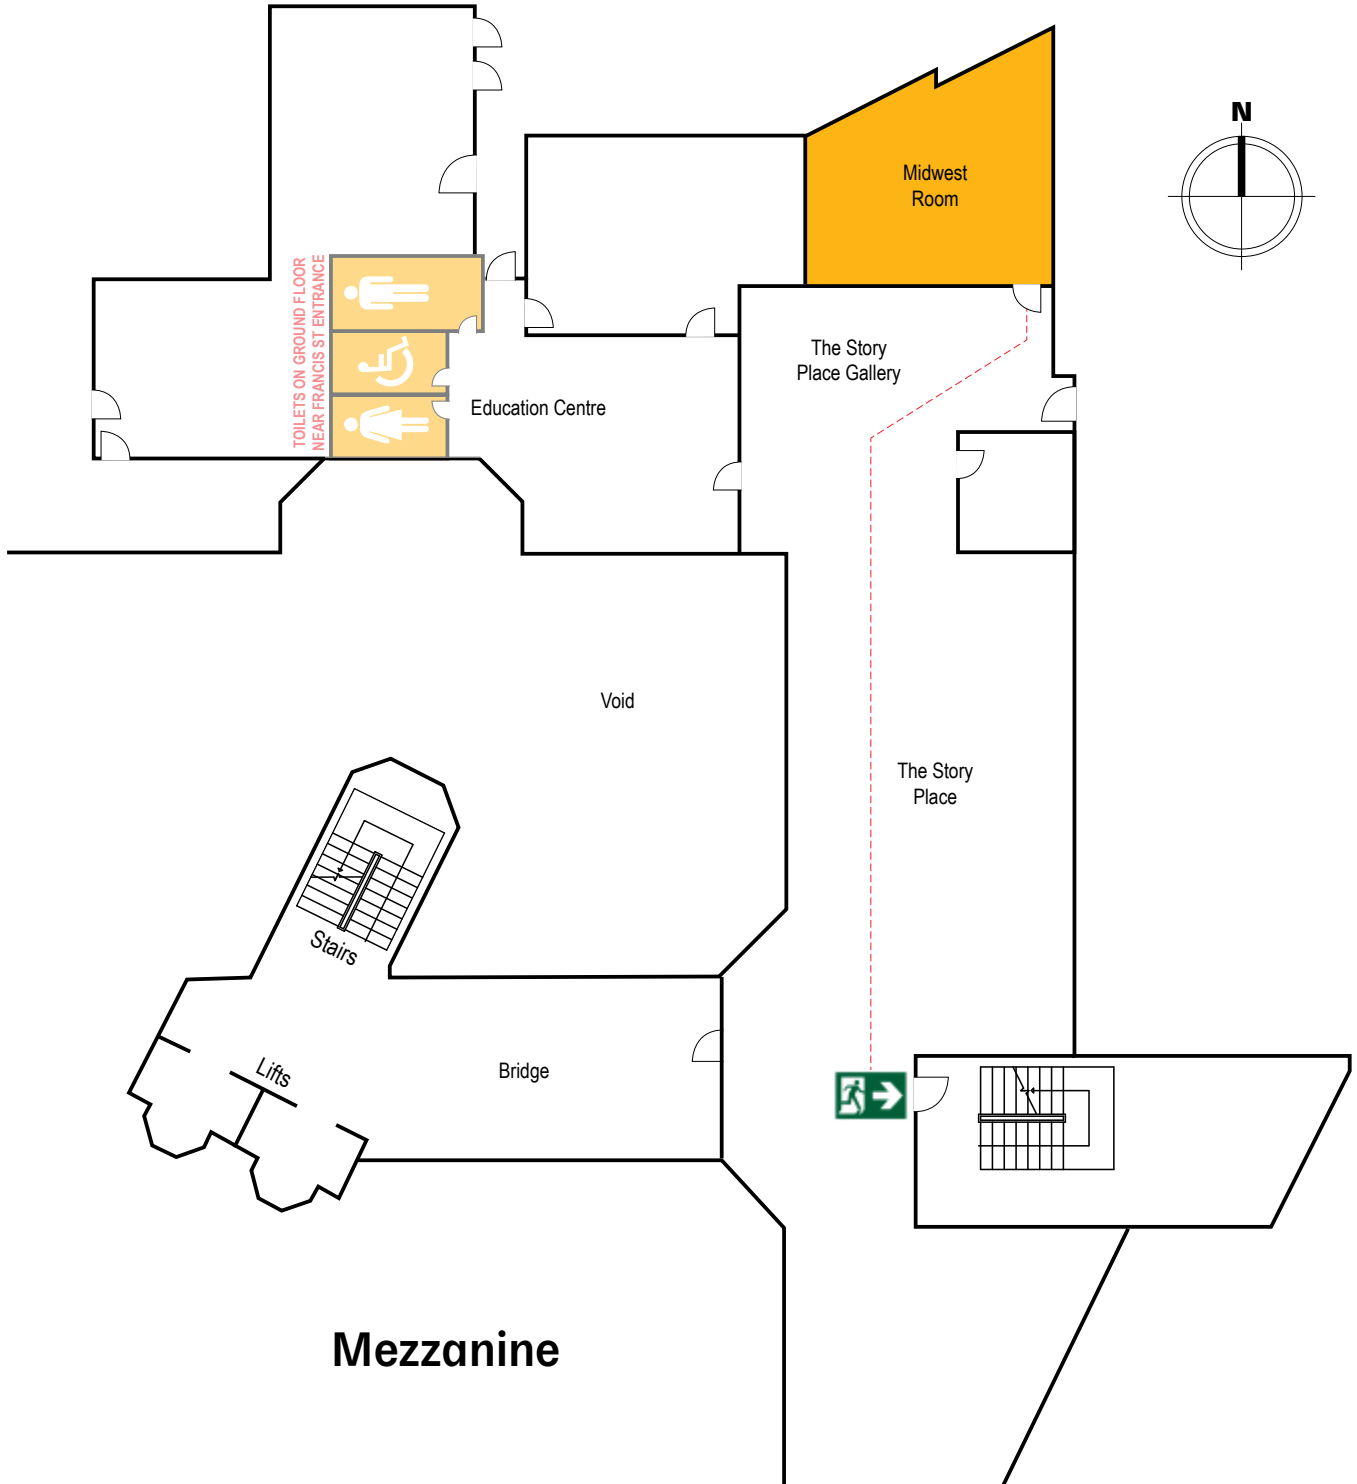 N
Midwest
Room
TOILETS ON GROUND FLOOR
NEAR FRANCIS ST ENTRANCE
The Story
Place Gallery
Education Centre
Void
The Story
Place
Stairs
Lifts
Bridge
Mezzanine